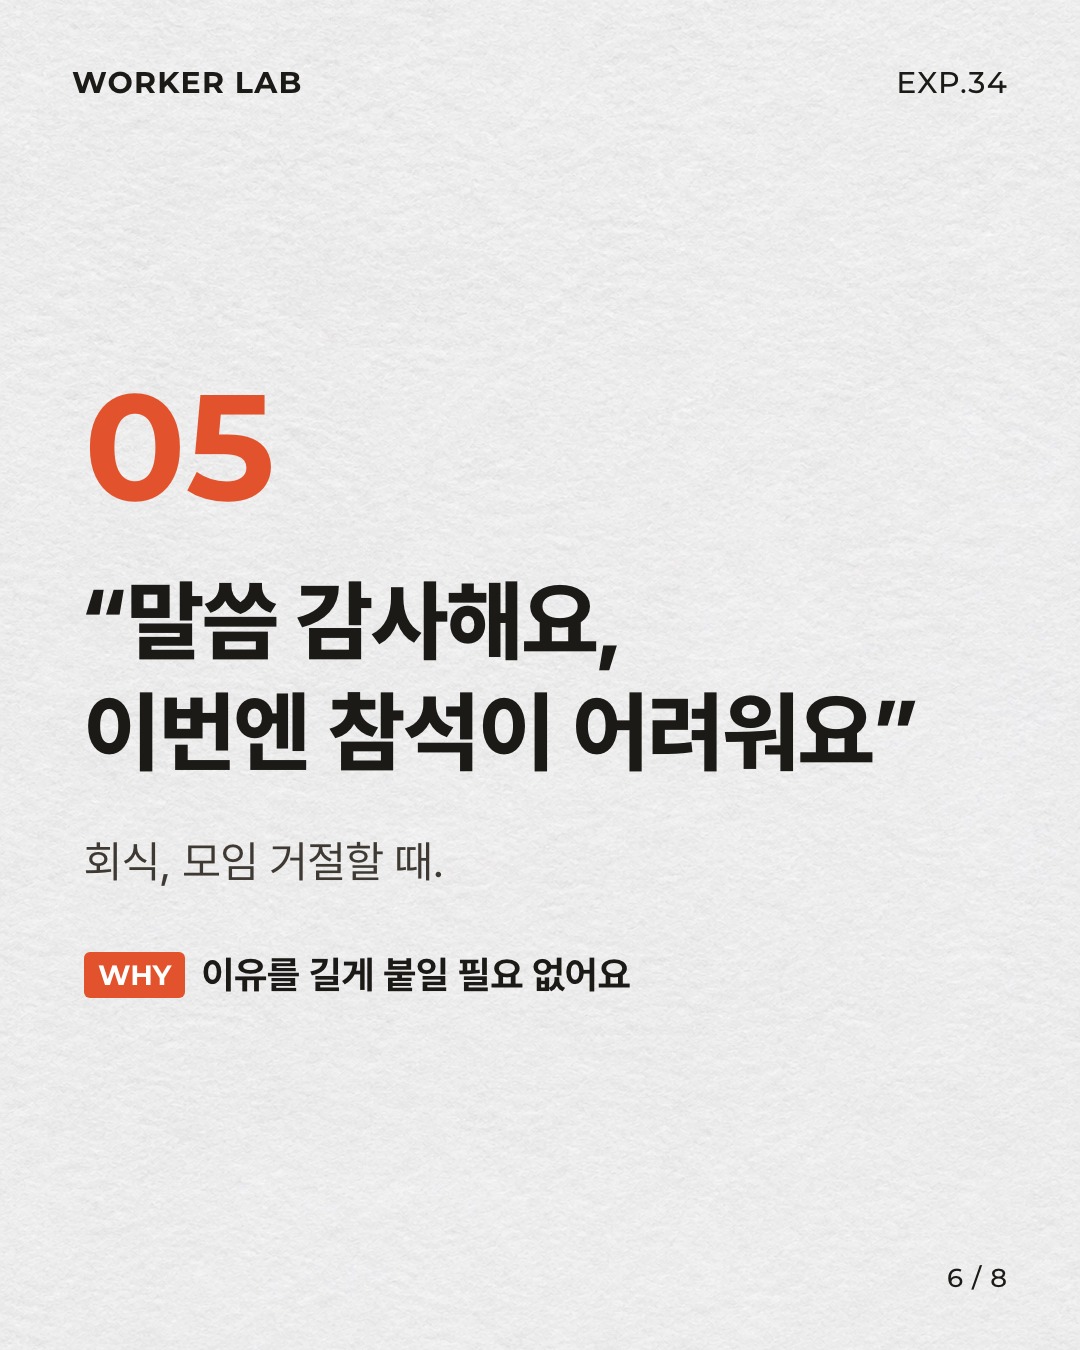 WORKER LAB
EXP.34
05
“말씀 감사해요,
이번엔 참석이 어려워요”
회식, 모임 거절할 때.
WHY 이유를 길게 붙일 필요 없어요
6 / 8